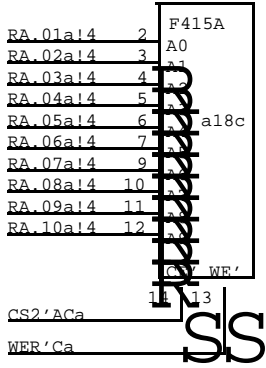 F415A
RA.01a!4 2 A0
RA.02a!4 3 A1
RA.03a!4 4
RA.04a!4 5
RA.05a!4 6 a18c
RA.06a!4 7
RA.07a!4 9
RA.08a!4 10
RA.09a!4 11
RA.10a!4 12
WE'
14 13
CS2'ACa
WER'Ca
SS